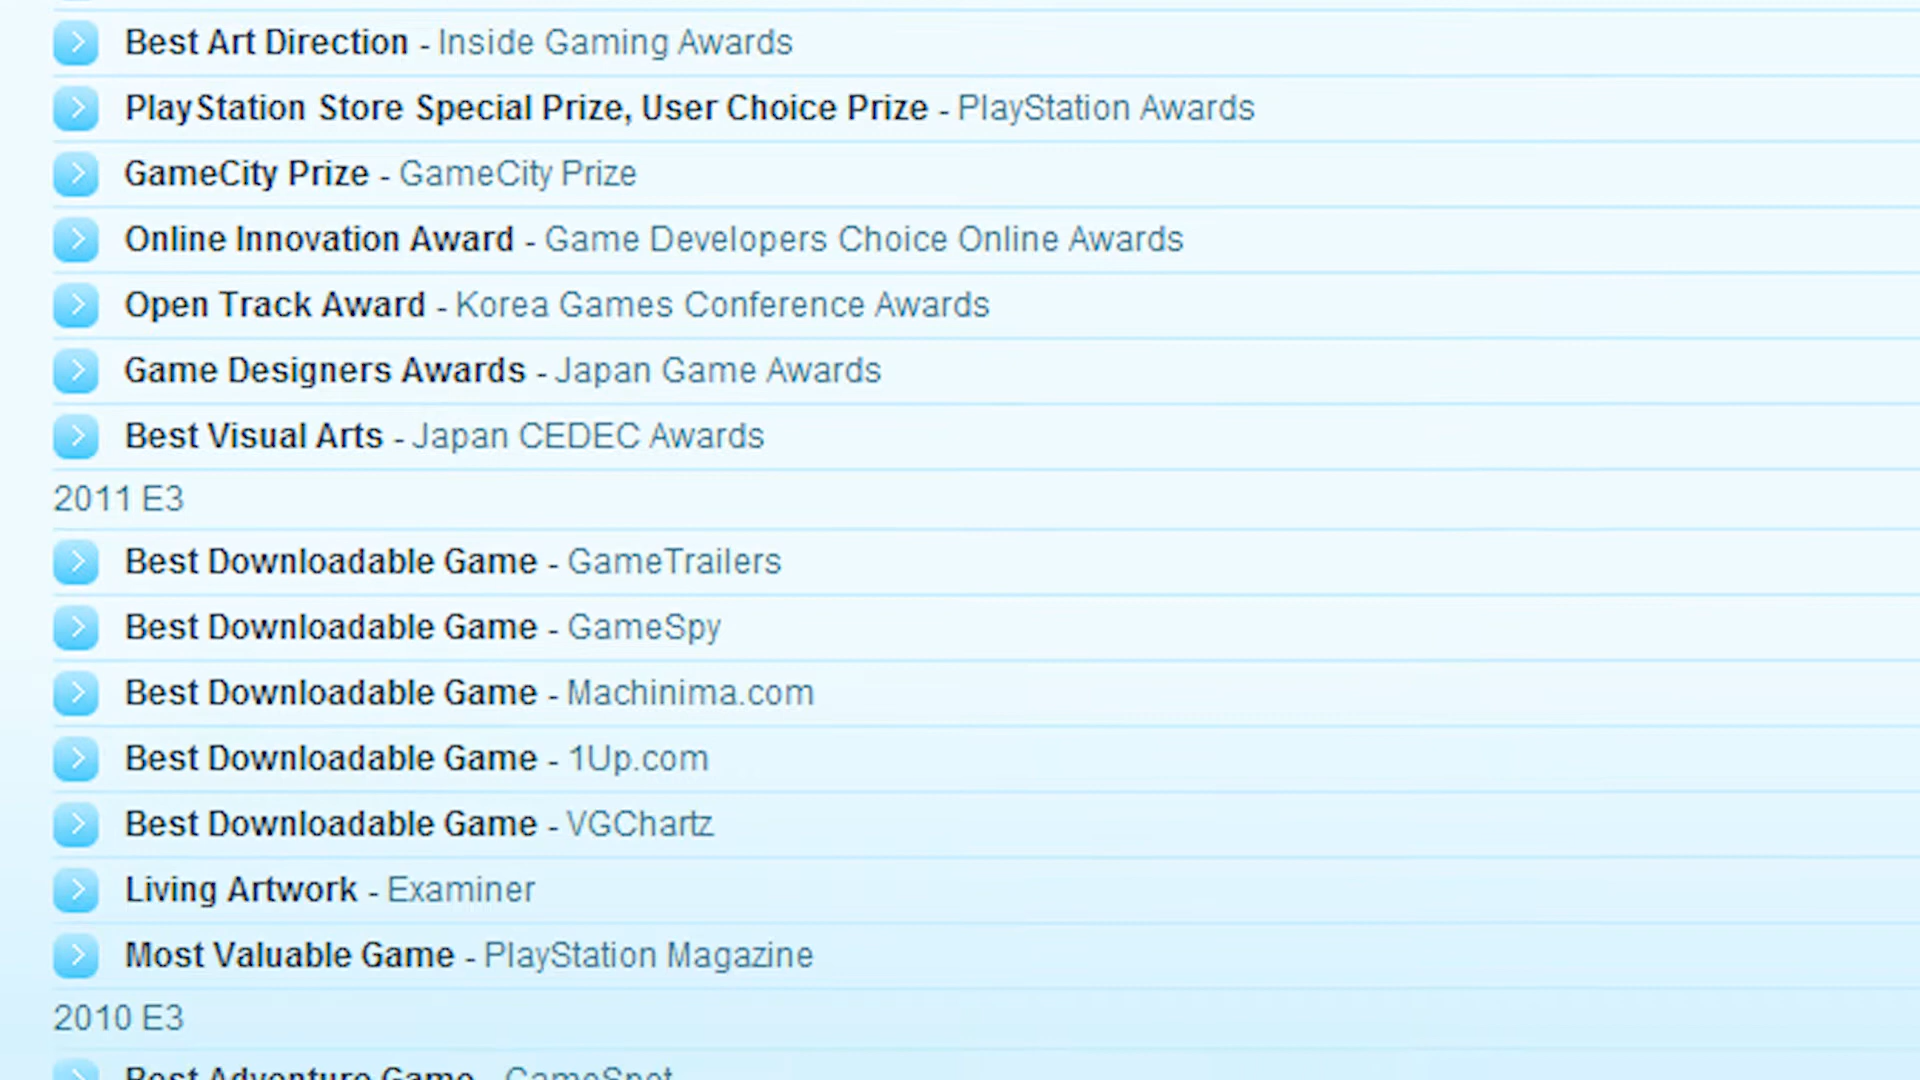 Best Art Direction - Inside Gaming Awards
PlayStation Store Special Prize, User Choice Prize - PlayStation Awards
GameCity Prize - GameCity Prize
Online Innovation Award - Game Developers Choice Online Awards
Open Track Award - Korea Games Conference Awards
Game Designers Awards - Japan Game Awards
Best Visual Arts - Japan CEDEC Awards
2011 E3
Best Downloadable Game - GameTrailers
Best Downloadable Game - GameSpy
Best Downloadable Game - Machinima.com
Best Downloadable Game - 1Up.com
Best Downloadable Game - VGChartz
Living Artwork - Examiner
Most Valuable Game - PlayStation Magazine
2010 E3
Best Adventure Game - GameSpot